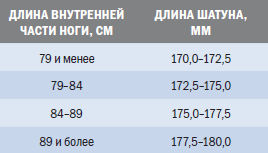 ДЛИНА ВНУТРЕННЕЙ ЧАСТИ НОГИ, СМ ДЛИНА ШАТУНА, ММ
79 и менее 170,0–172,5
79–84 172,5–175,0
84–89 175,0–177,5
89 и более 177,5–180,0